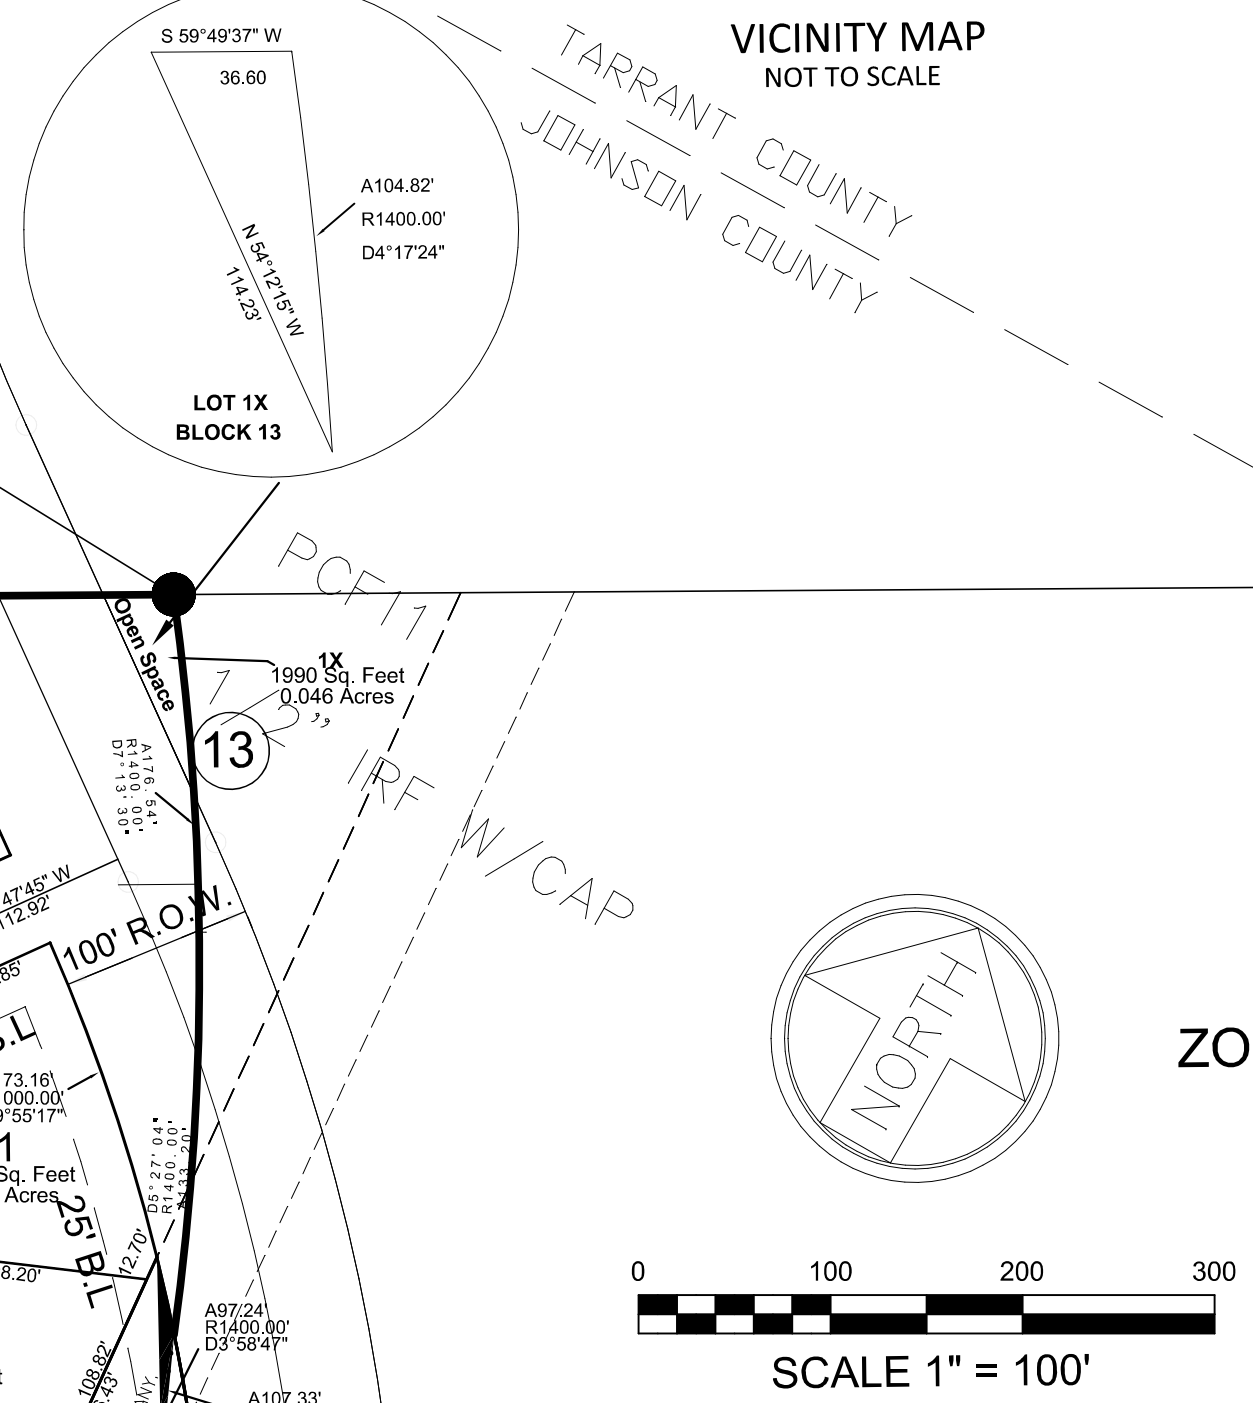 VICINITY MAP
NOT TO SCALE
TARRANT COUNTY
JOHNSON COUNTY
S 59°49'37" W
36.60
A104.82'
R1400.00'
D4°17'24"
N 54°12'15" W
114.23'
LOT 1X
BLOCK 13
PCF11
Open Space
1X
1990 Sq. Feet
0.046 Acres
1
2"
13
IRF W/CAP
A176.54'
R1400.00'
D7°13'30"
47'45" W
112.92'
100' R.O.W.
85'
B.L
73.16'
000.00'
9°55'17"
1
Sq. Feet
Acres
D5°27'04"
R1400.00'
A133.20'
25' B.L
12.70'
8.20'
A97.24'
R1400.00'
D3°58'47"
108.82'
.43'
A107.33'
NORTH
ZO
0 100 200 300
SCALE 1" = 100'